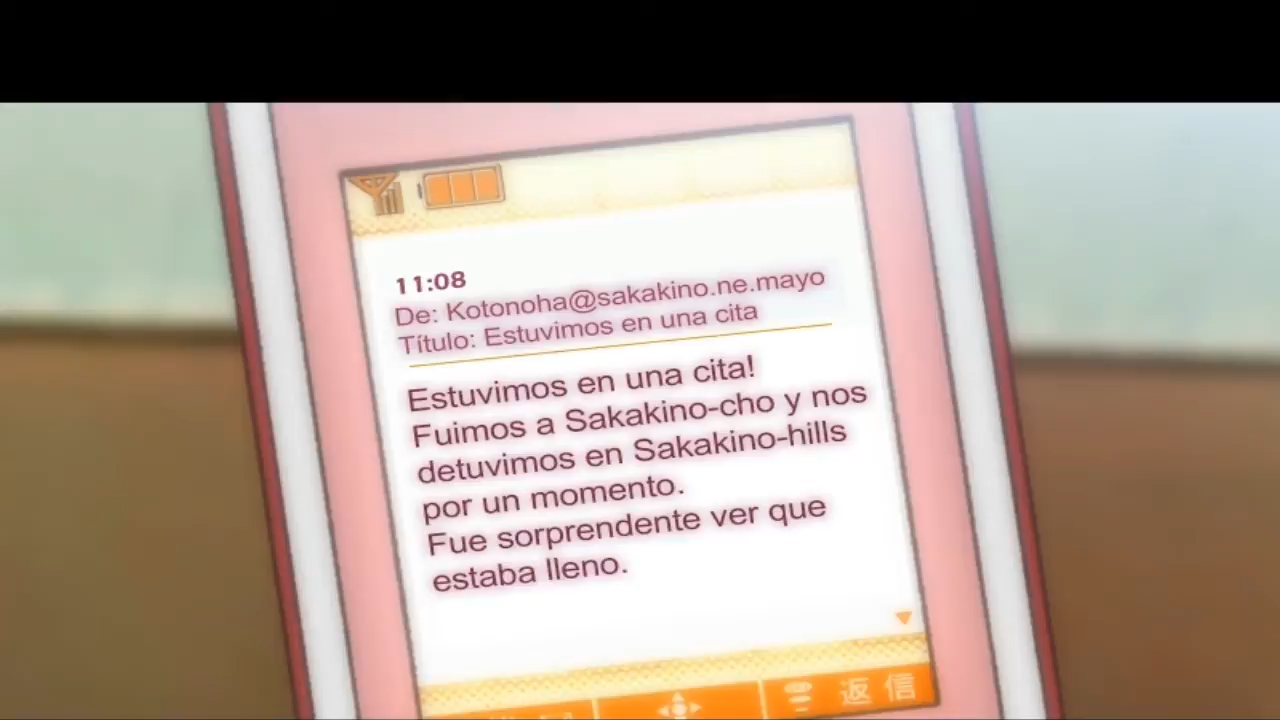 11:08
De: Kotonoha@sakakino.ne.mayo
Título: Estuvimos en una cita
Estuvimos en una cita!
Fuimos a Sakakino-cho y nos
detuvimos en Sakakino-hills
por un momento.
Fue sorprendente ver que
estaba lleno.
返信